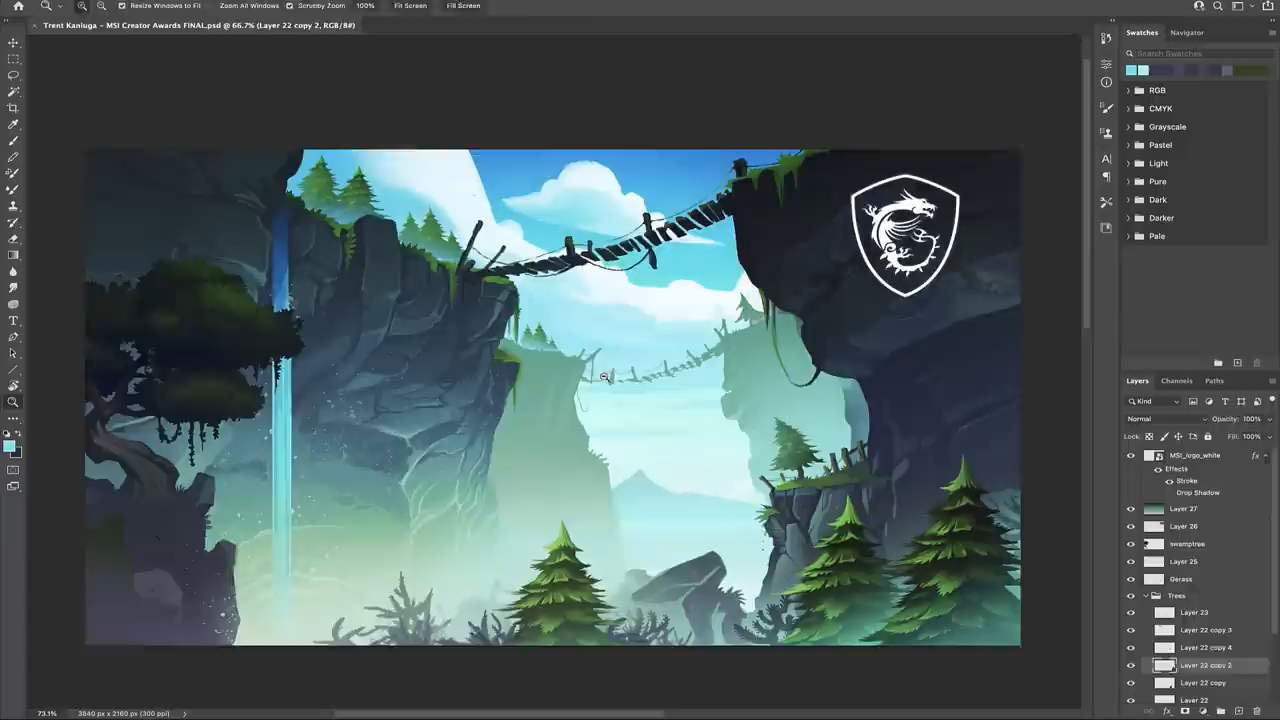 Resize Windows to Fit Zoom All Windows Scrubby Zoom 100% Fit Screen Fill Screen
Trent Kaniuga - MSI Creator Awards FINAL.psd @ 66.7% (Layer 22 copy 2, RGB/8#)
Swatches Navigator
Search Swatches
RGB
CMYK
Grayscale
Pastel
Light
Pure
Dark
Darker
Pale
Layers Channels Paths
Kind
Normal Opacity: 100%
Lock: Fill: 100%
MSI_logo_white fx
Effects
Stroke
Drop Shadow
Layer 27
Layer 26
swamptree
Layer 25
Trees
Layer 23
Layer 22 copy 3
Layer 22 copy 4
Layer 22 copy 2
Layer 22 copy
Layer 22
73.1% 3840 px x 2160 px (300 ppi)